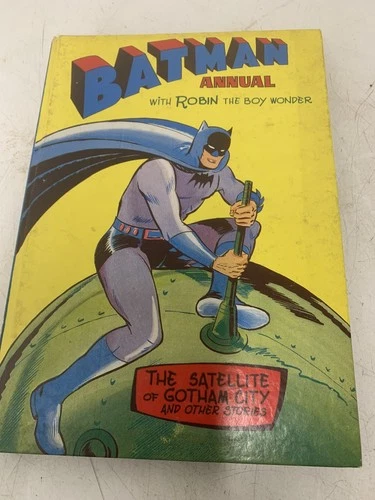 BATMAN
ANNUAL
WITH ROBIN THE BOY WONDER
THE SATELLITE
OF GOTHAM CITY
AND OTHER STORIES